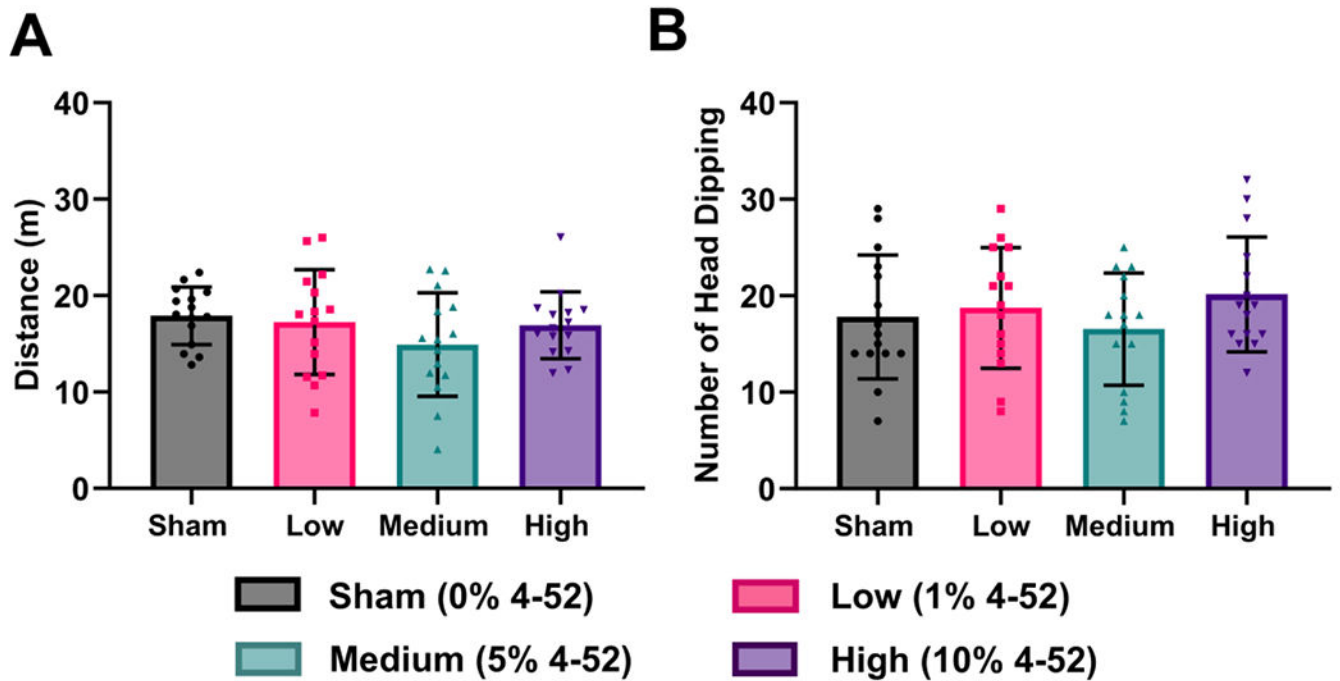 A
B
Distance (m)
40
30
20
10
0
Sham Low Medium High
Number of Head Dipping
40
30
20
10
0
Sham Low Medium High
Sham (0% 4-52)
Low (1% 4-52)
Medium (5% 4-52)
High (10% 4-52)